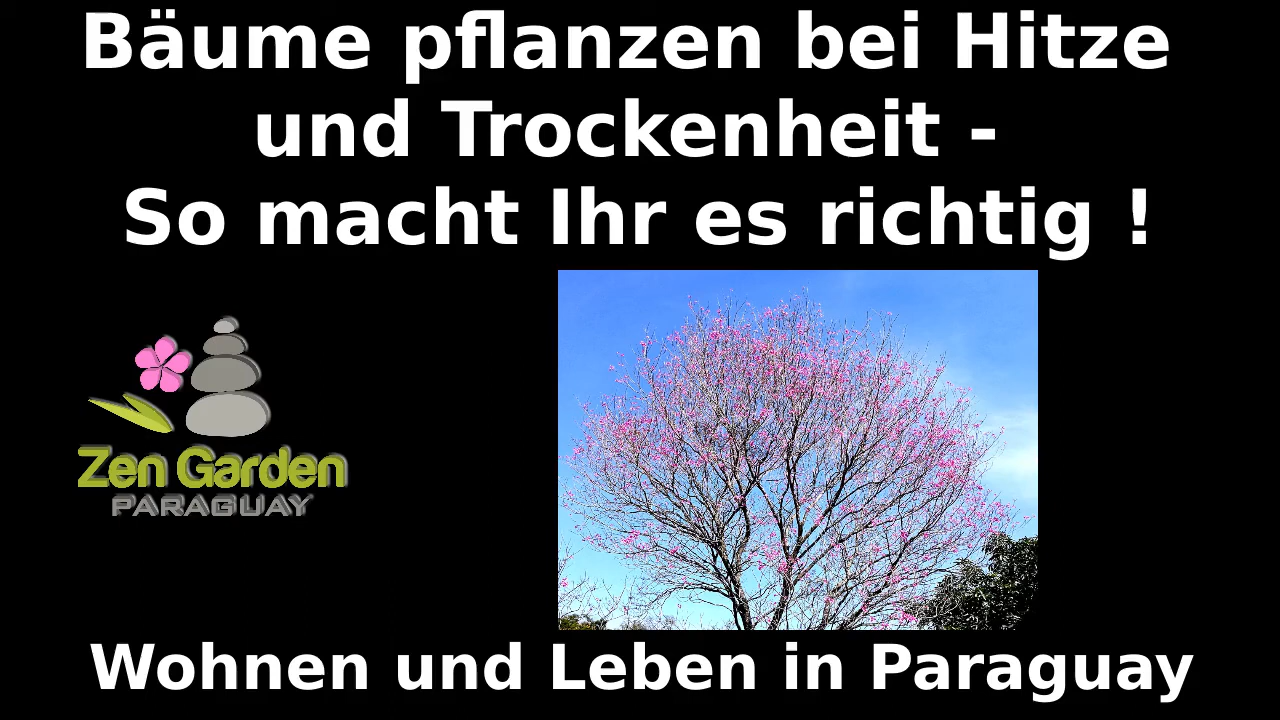 Bäume pflanzen bei Hitze
und Trockenheit -
So macht Ihr es richtig !
Zen Garden
PARAGUAY
Wohnen und Leben in Paraguay